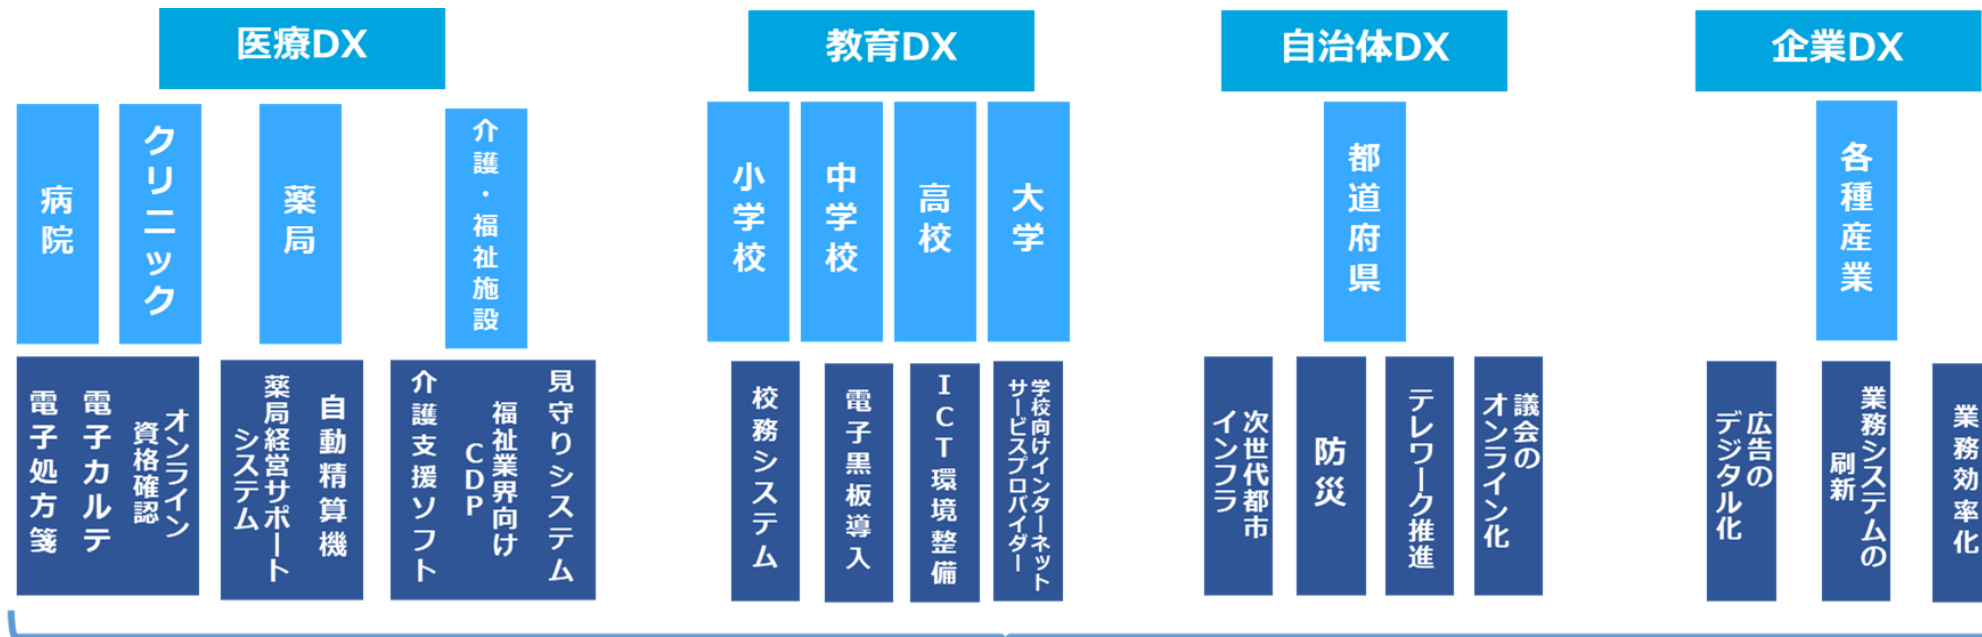 医療DX
教育DX
自治体DX
企業DX
病院
クリニック
薬局
介護・福祉施設
小学校
中学校
高校
大学
都道府県
各種産業
電子処方箋
電子カルテ
オンライン
資格確認
薬局経営サポート
システム
自動精算機
介護支援ソフト
福祉業界向け
CDP
見守りシステム
校務システム
電子黒板導入
ICT環境整備
学校向けインターネット
サービスプロバイダー
次世代都市
インフラ
防災
テレワーク推進
議会の
オンライン化
広告の
デジタル化
業務システムの
刷新
業務効率化